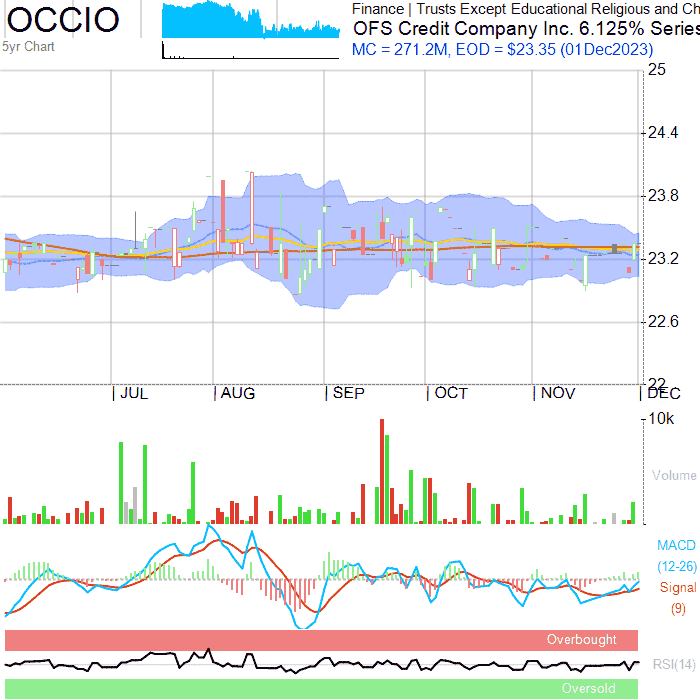 OCCIO
5yr Chart
Finance | Trusts Except Educational Religious and Ch
OFS Credit Company Inc. 6.125% Series
MC = 271.2M, EOD = $23.35 (01Dec2023)
25
24.4
23.8
23.2
22.6
22
JUL
AUG
SEP
OCT
NOV
DEC
10k
Volume
MACD
(12-26)
Signal
(9)
Overbought
RSI(14)
Oversold